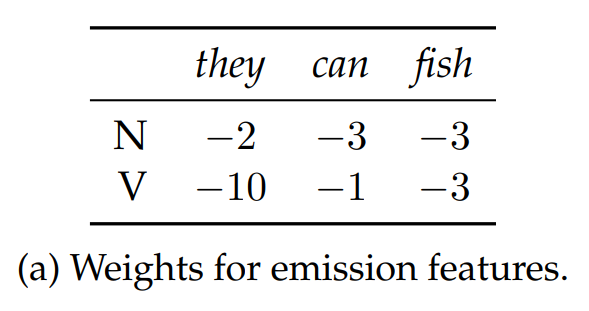 they can fish
N −2 −3 −3
V −10 −1 −3
(a) Weights for emission features.